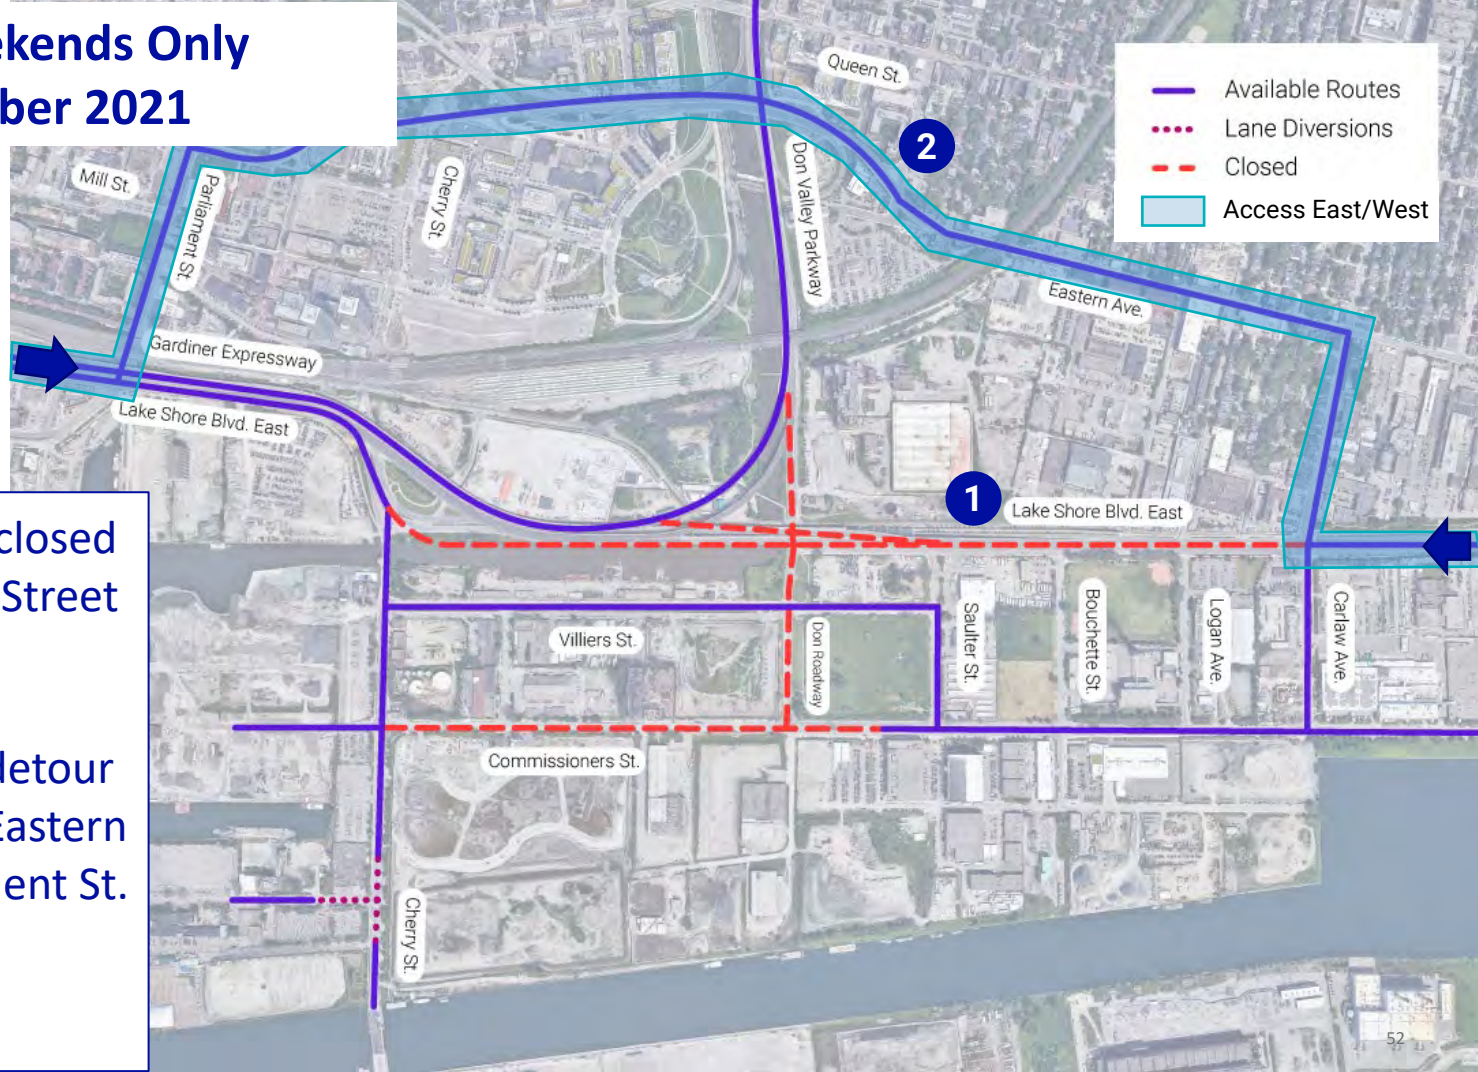 ekends Only
ber 2021
Queen St.
Available Routes
Lane Diversions
Closed
Access East/West
2
Mill St.
Parliament St.
Cherry St.
Don Valley Parkway
Eastern Ave.
Gardiner Expressway
Lake Shore Blvd. East
1
Lake Shore Blvd. East
closed
Street
Villiers St.
Don Roadway
Saulter St.
Bouchette St.
Logan Ave.
Carlaw Ave.
Commissioners St.
detour
Eastern
ent St.
Cherry St.
52